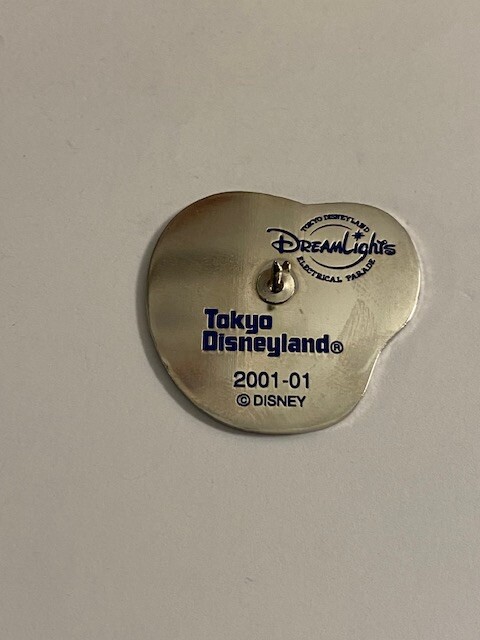 TOKYO DISNEYLAND
DREAMLights
ELECTRICAL PARADE
Tokyo
Disneyland®
2001-01
© DISNEY